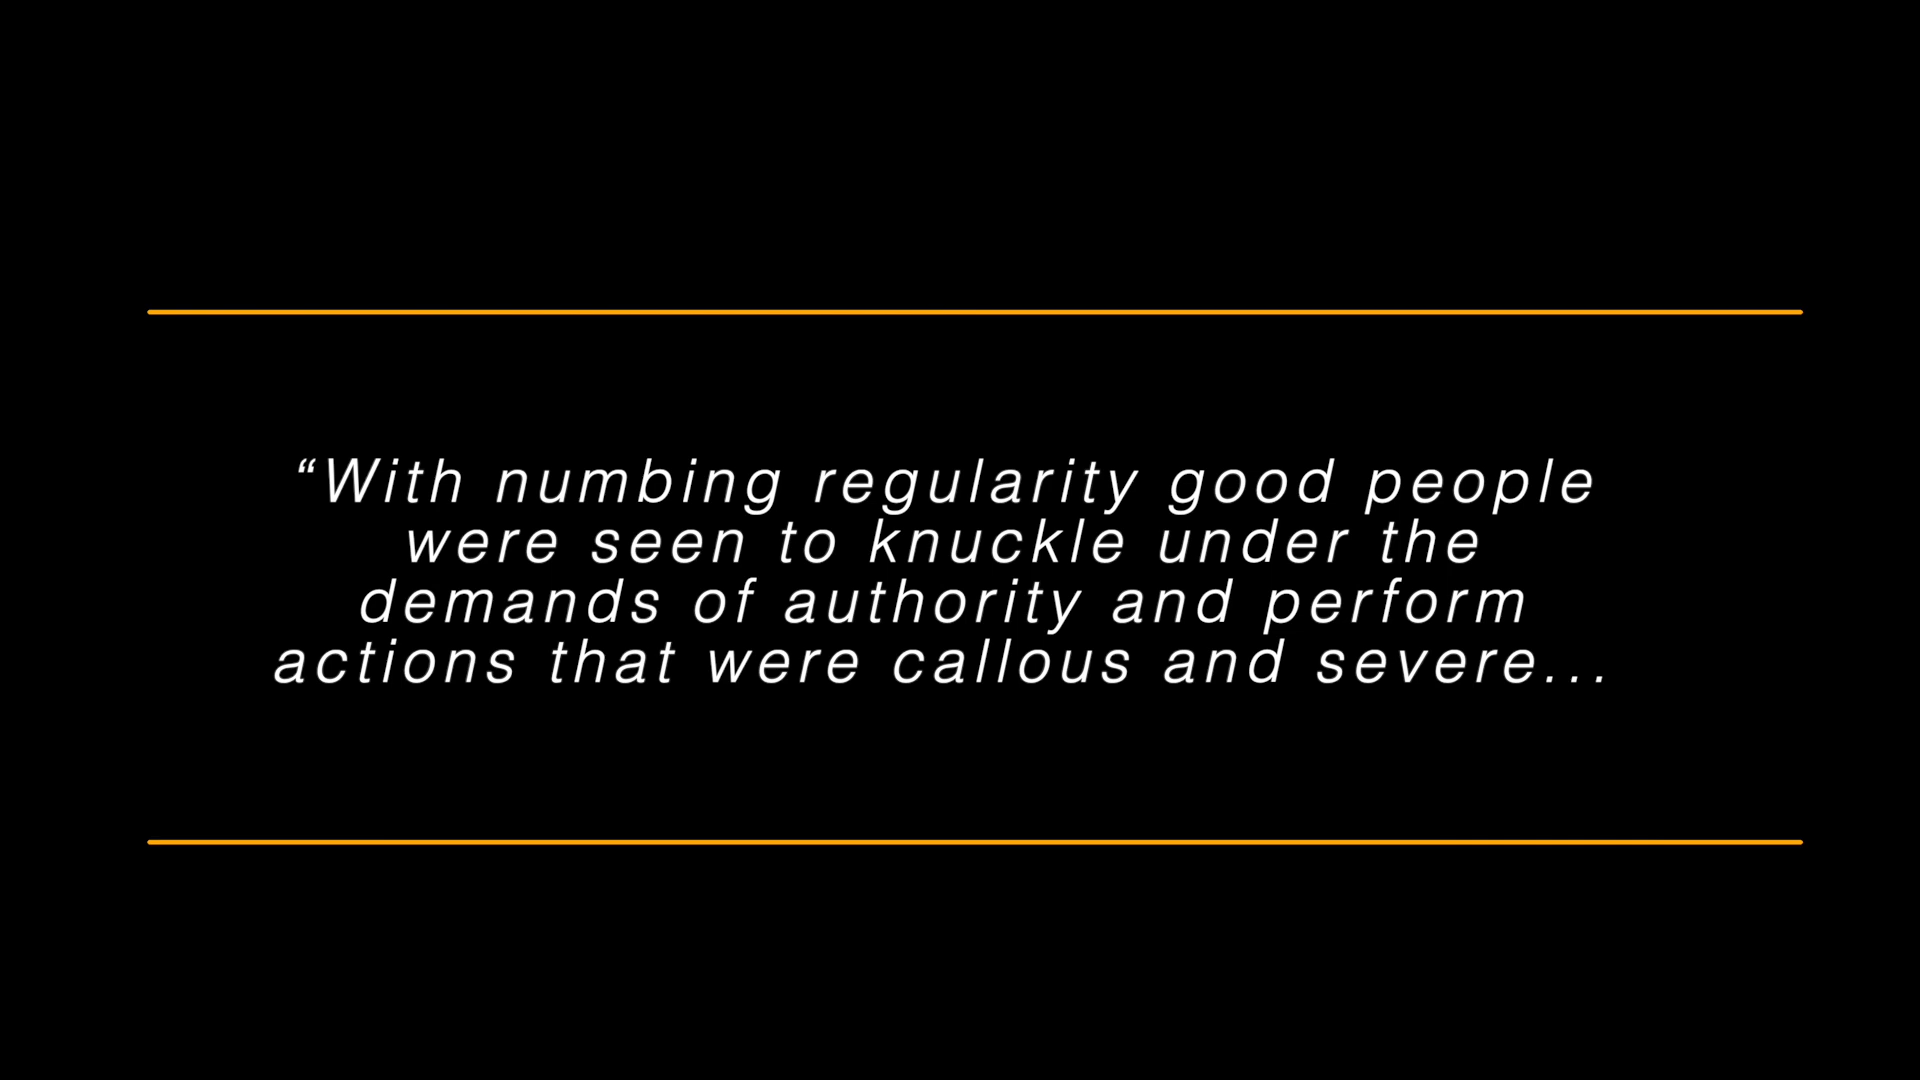 “With numbing regularity good people
were seen to knuckle under the
demands of authority and perform
actions that were callous and severe...